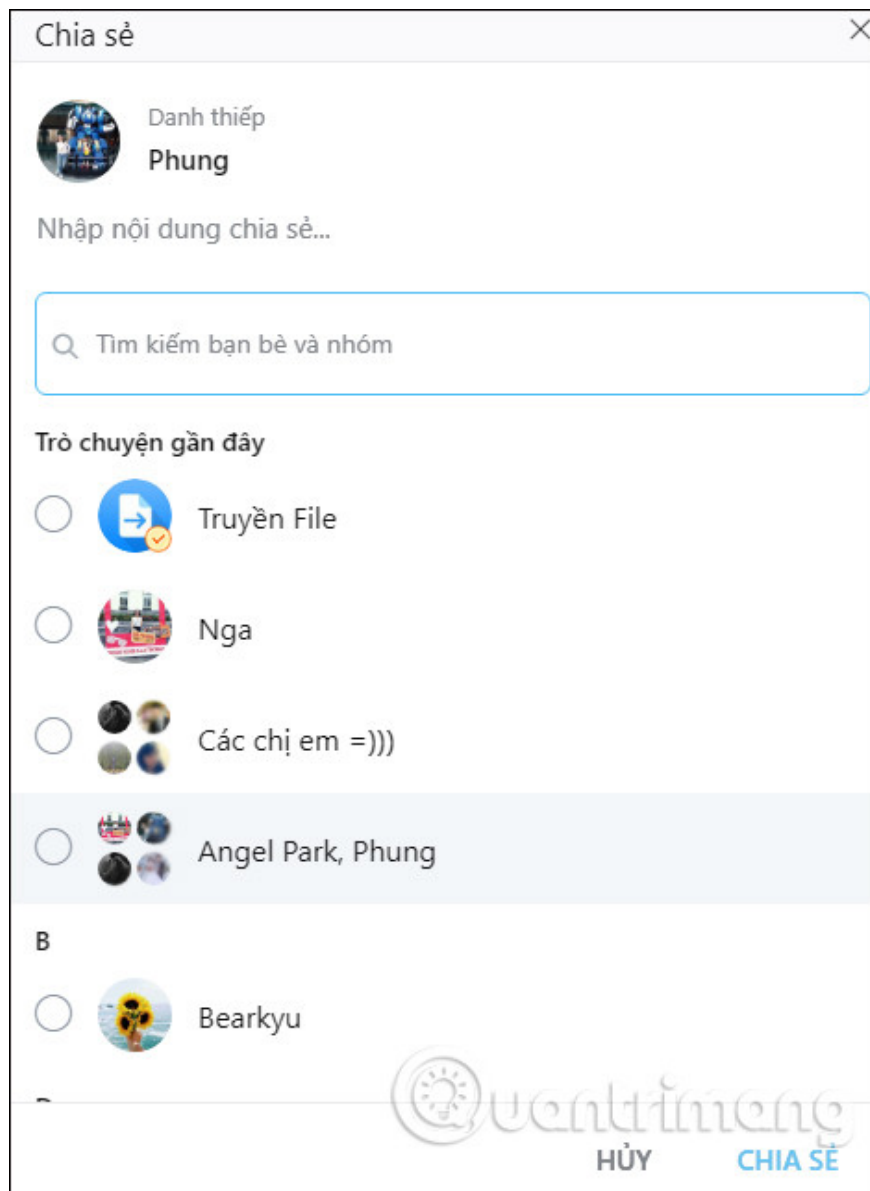 Chia sẻ
Danh thiếp
Phung
Nhập nội dung chia sẻ...
Tìm kiếm bạn bè và nhóm
Trò chuyện gần đây
Truyền File
Nga
Các chị em =)))
Angel Park, Phung
B
Bearkyu
Quantrimang
HỦY
CHIA SẺ